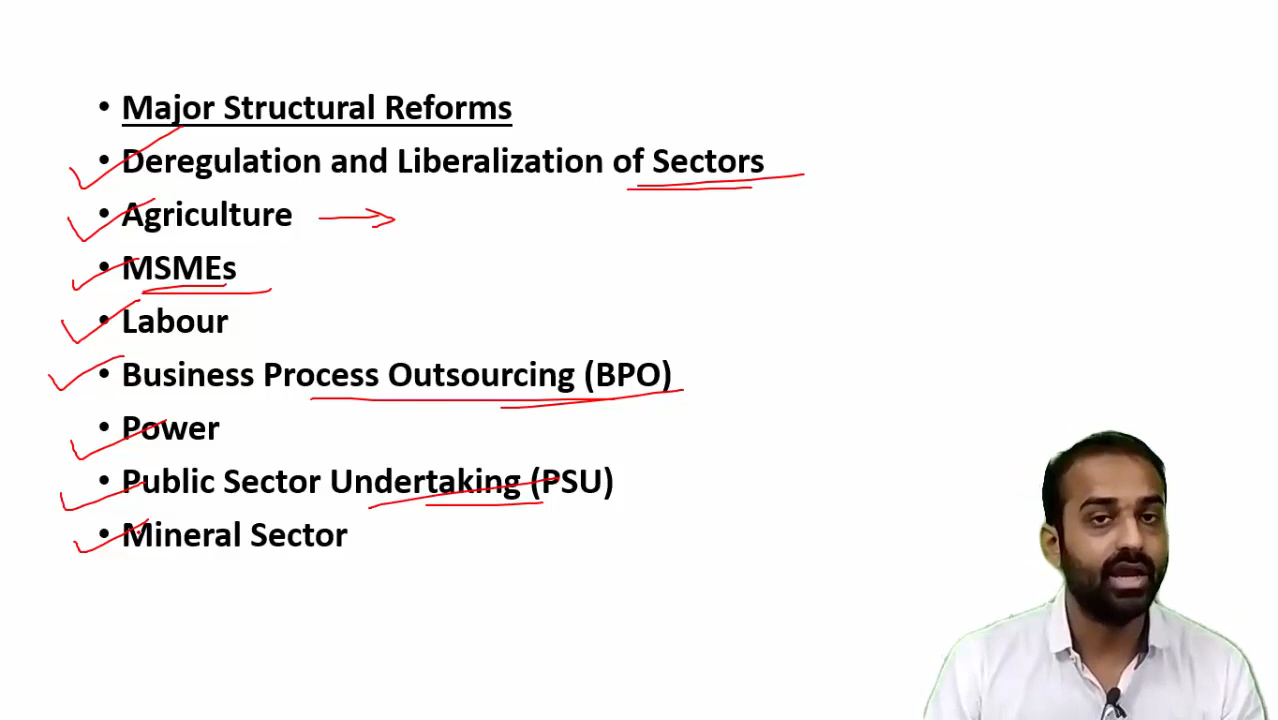 • Major Structural Reforms
• Deregulation and Liberalization of Sectors
• Agriculture
• MSMEs
• Labour
• Business Process Outsourcing (BPO)
• Power
• Public Sector Undertaking (PSU)
• Mineral Sector